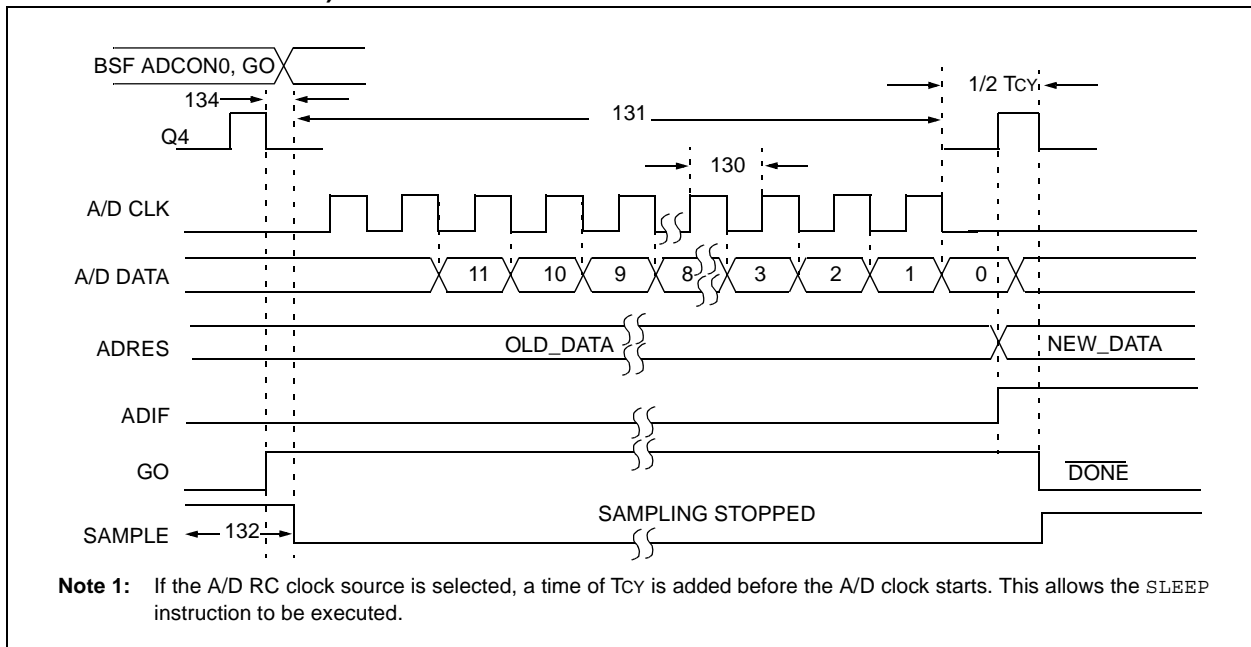 BSF ADCON0, GO
134
1/2 TCY
131
Q4
130
A/D CLK
A/D DATA
11
10
9
8
3
2
1
0
ADRES
OLD_DATA
NEW_DATA
ADIF
GO
DONE
SAMPLING STOPPED
SAMPLE
132
Note 1: If the A/D RC clock source is selected, a time of TCY is added before the A/D clock starts. This allows the SLEEP
instruction to be executed.